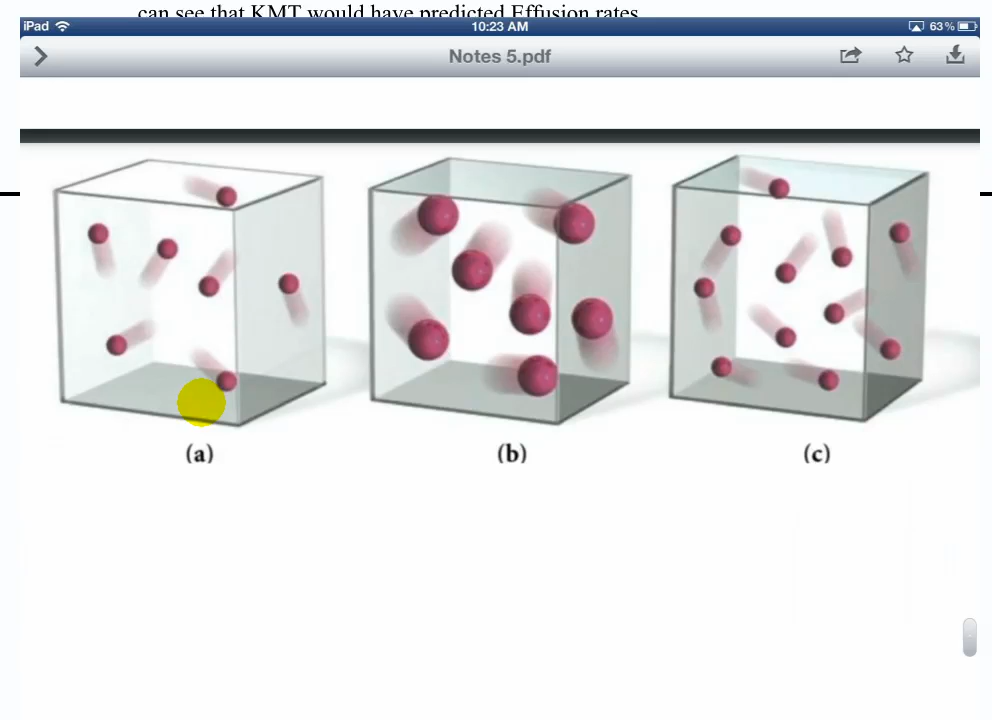 can see that KMT would have predicted Effusion rates
iPad 10:23 AM 63%
Notes 5.pdf
(a) (b) (c)